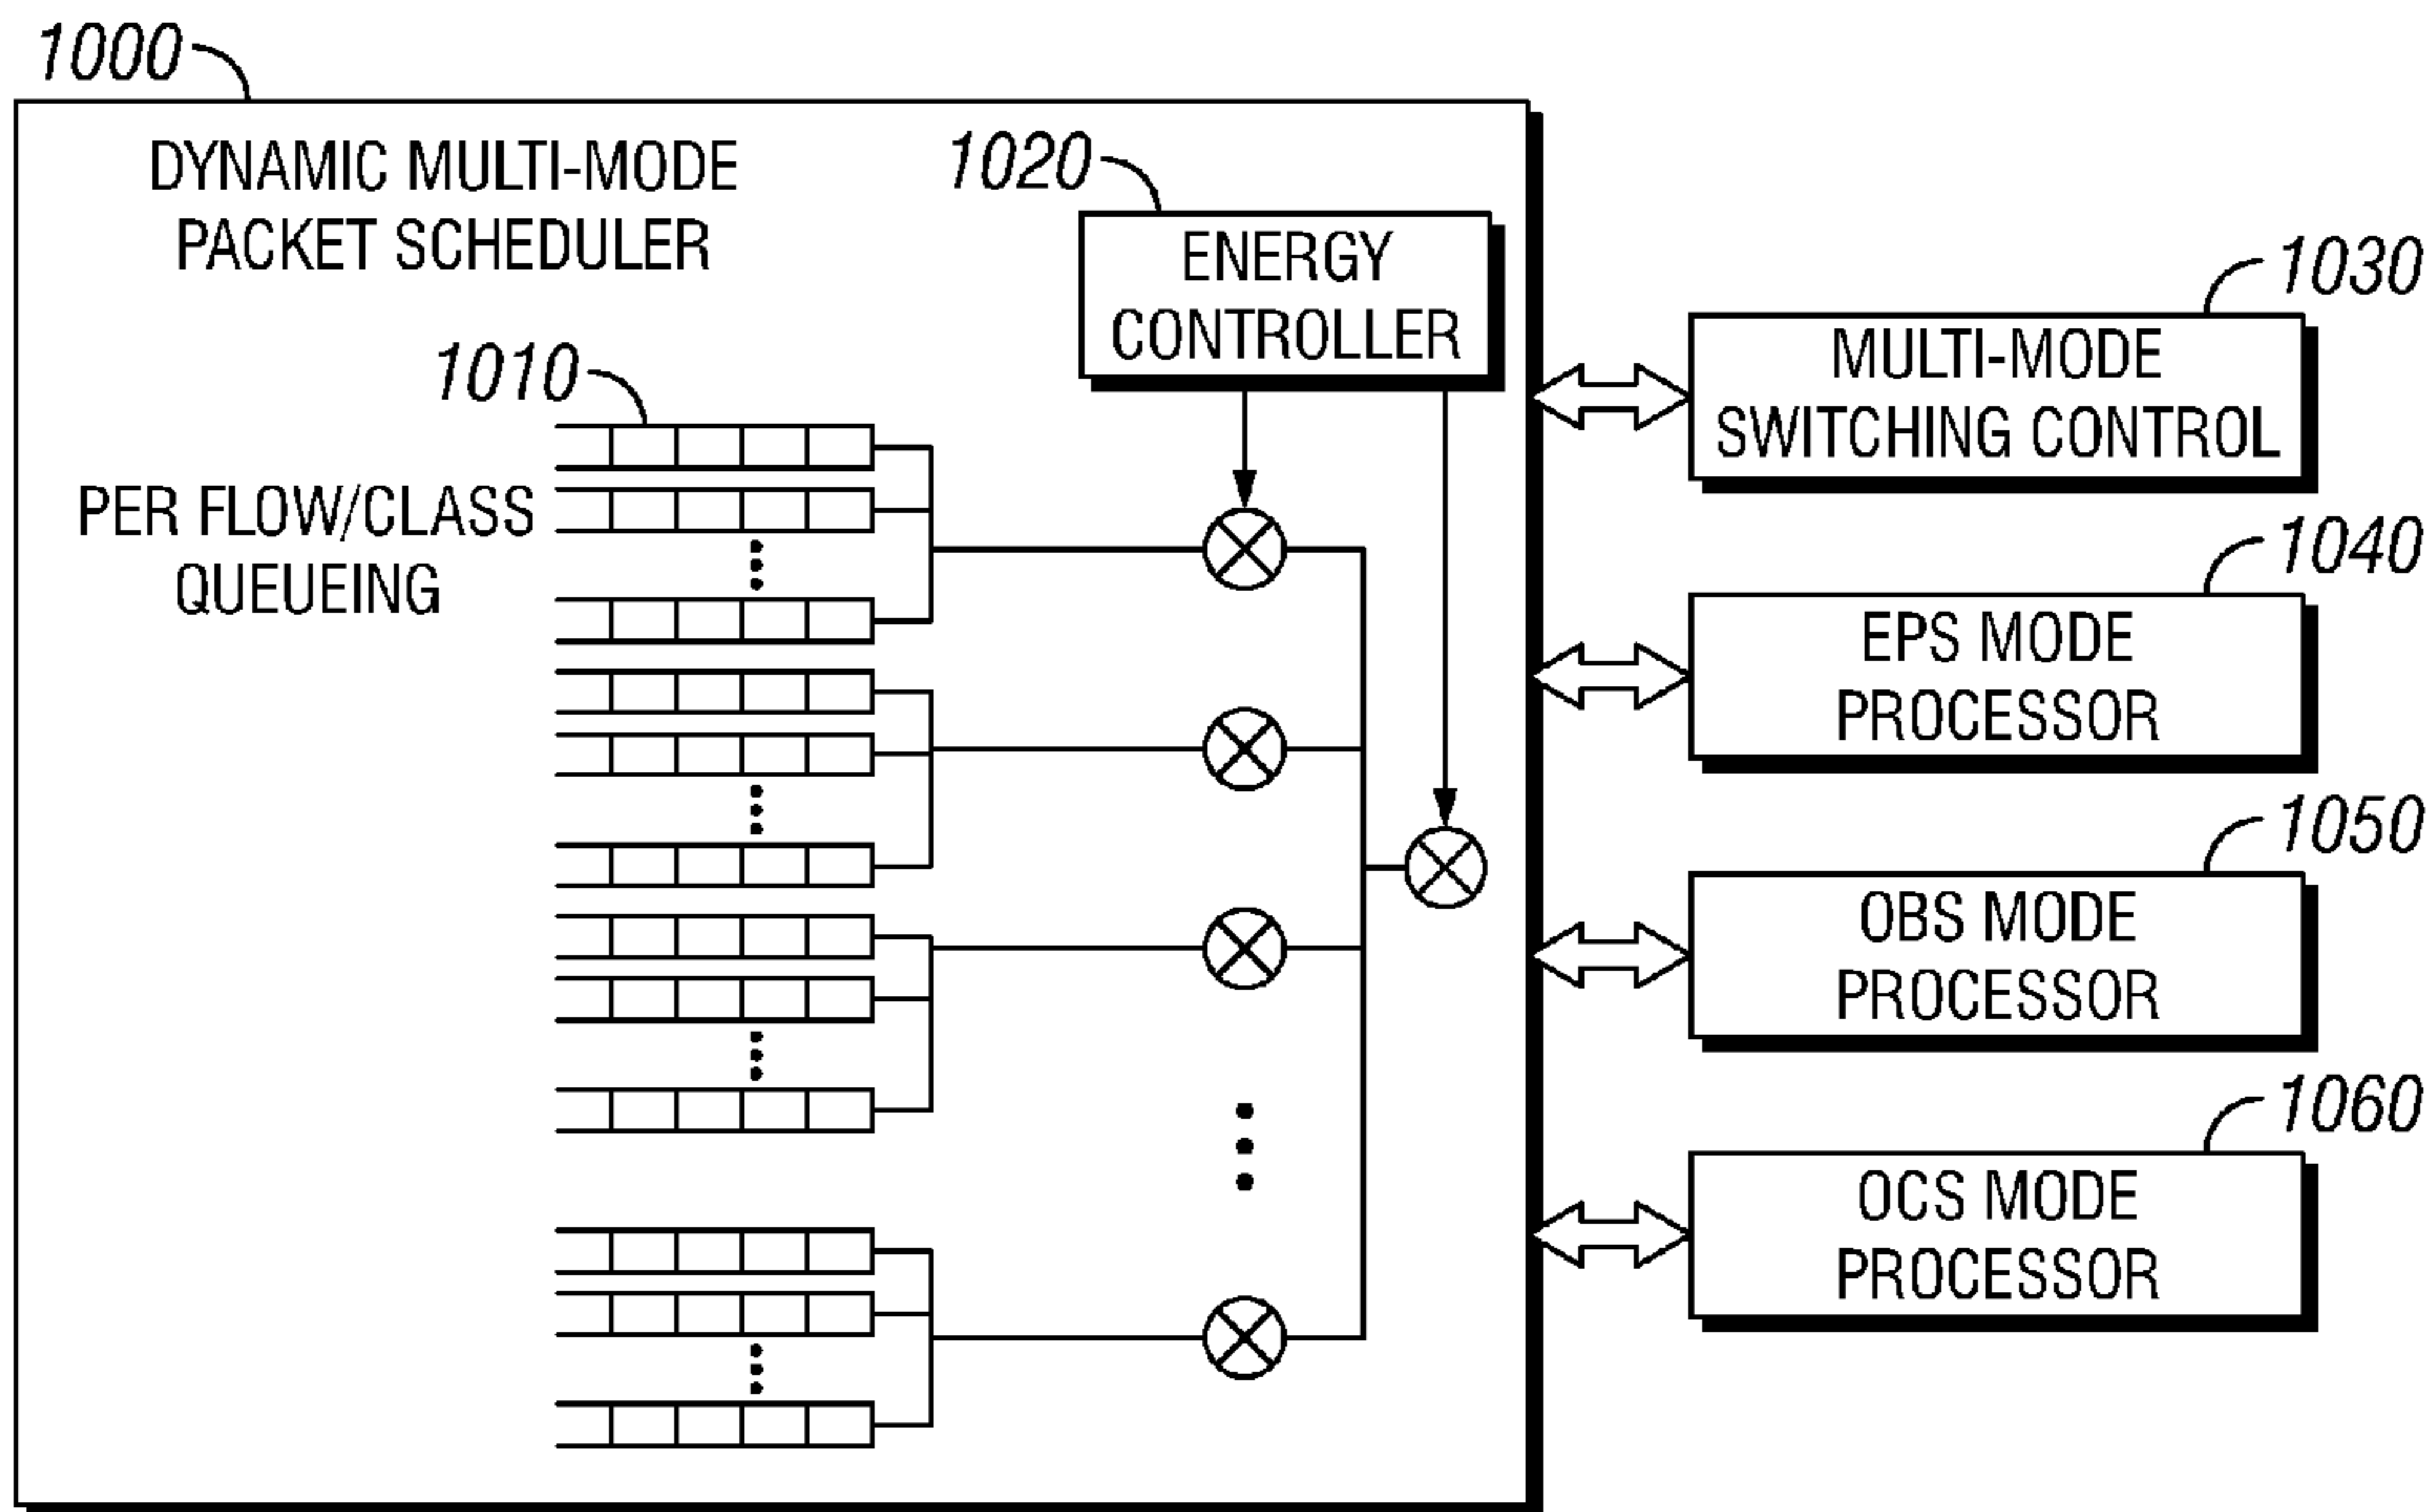 1000
DYNAMIC MULTI-MODE
PACKET SCHEDULER
1020
ENERGY
CONTROLLER
1010
PER FLOW/CLASS
QUEUEING
1030
MULTI-MODE
SWITCHING CONTROL
1040
EPS MODE
PROCESSOR
1050
OBS MODE
PROCESSOR
1060
OCS MODE
PROCESSOR